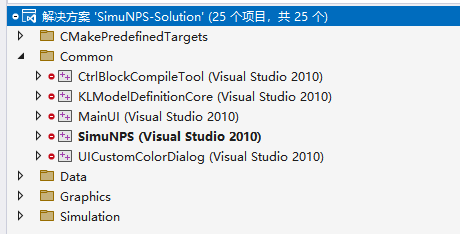 解决方案 'SimuNPS-Solution' (25 个项目，共 25 个)
CMakePredefinedTargets
Common
CtrlBlockCompileTool (Visual Studio 2010)
KLModelDefinitionCore (Visual Studio 2010)
MainUI (Visual Studio 2010)
SimuNPS (Visual Studio 2010)
UICustomColorDialog (Visual Studio 2010)
Data
Graphics
Simulation